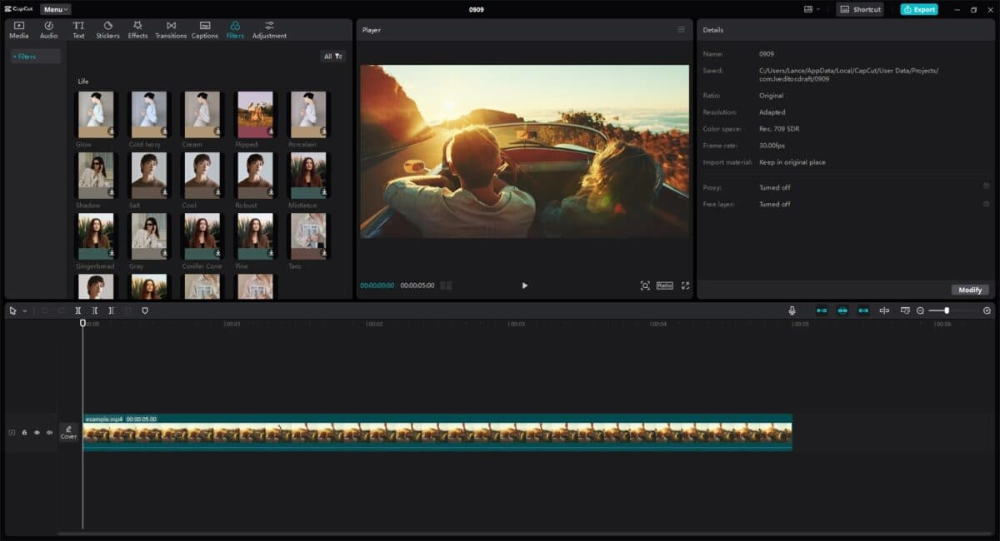 CapCut
Menu
0909
Shortcut
Export
Media
Audio
Text
Stickers
Effects
Transitions
Captions
Filters
Adjustment
Filters
All
Life
Glow
Cold Ivory
Cream
Flipped
Porcelain
Shadow
Salt
Cool
Robust
Mistletoe
Gingerbread
Gray
Conifer Cone
Pine
Taro
Player
00:00:00:00
00:00:05:00
Ratio
Details
Name:
0909
Saved:
C:/Users/Lance/AppData/Local/CapCut/User Data/Projects/
com.lveditor.draft/0909
Ratio:
Original
Resolution:
Adapted
Color space:
Rec. 709 SDR
Frame rate:
30.00fps
Import material:
Keep in original place
Proxy:
Turned off
Free layer:
Turned off
Modify
00:00
00:01
00:02
00:03
00:04
00:05
00:06
example.mp4 00:00:05:00
Cover